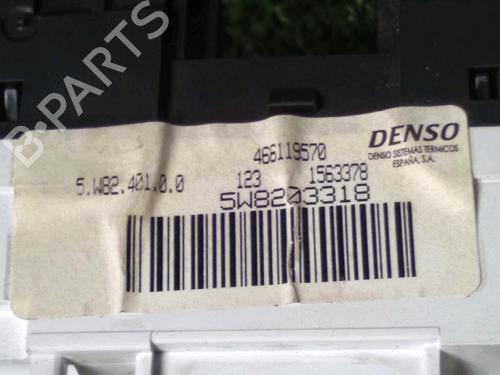 B-PARTS
DENSO
DENSO SISTEMAS TERMICOS
ESPAÑA, S.A.
466119570
5.W82.401.0.0
123 1563378
5W8203318